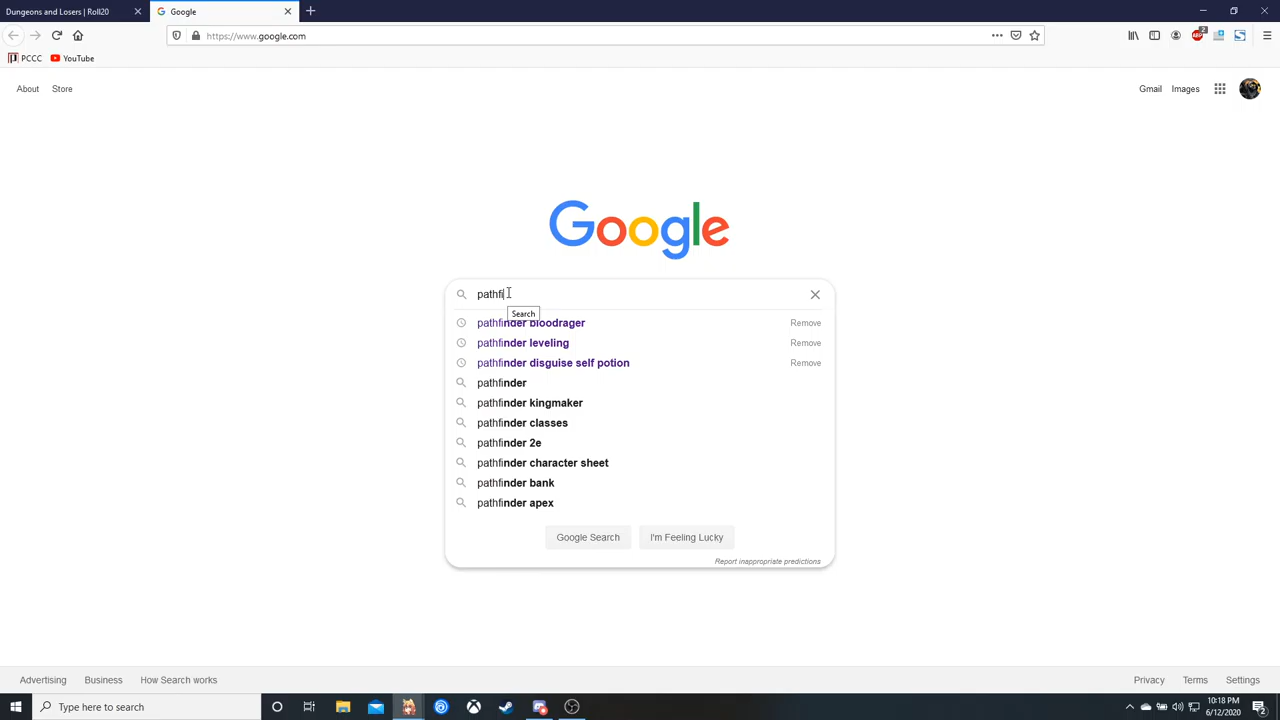 Dungeons and Losers | Roll20
Google
https://www.google.com
PCCC
YouTube
2
About
Store
Gmail
Images
Google
pathfi
Search
pathfinder bloodrager
Remove
pathfinder leveling
Remove
pathfinder disguise self potion
Remove
pathfinder
pathfinder kingmaker
pathfinder classes
pathfinder 2e
pathfinder character sheet
pathfinder bank
pathfinder apex
Google Search
I'm Feeling Lucky
Report inappropriate predictions
Advertising
Business
How Search works
Privacy
Terms
Settings
Type here to search
10:18 PM
6/12/2020
2